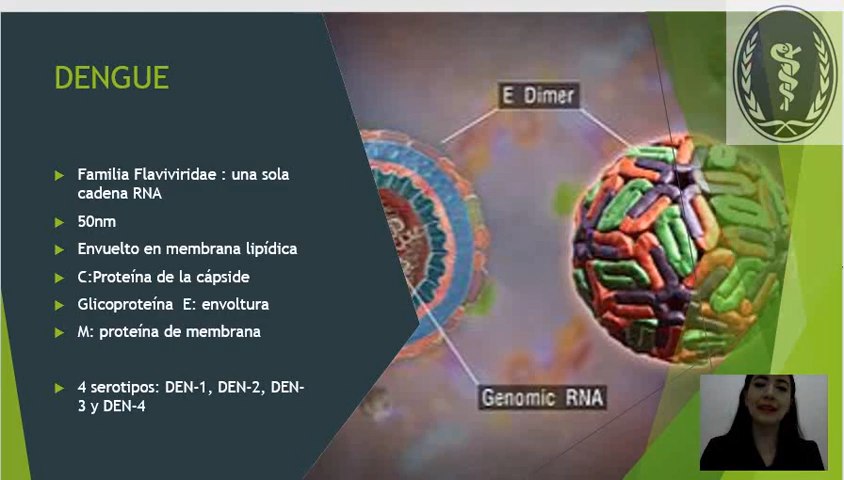 DENGUE
Familia Flaviviridae : una sola
cadena RNA
50nm
Envuelto en membrana lipídica
C:Proteína de la cápside
Glicoproteína E: envoltura
M: proteína de membrana
4 serotipos: DEN-1, DEN-2, DEN-
3 y DEN-4
E Dimer
Genomic RNA